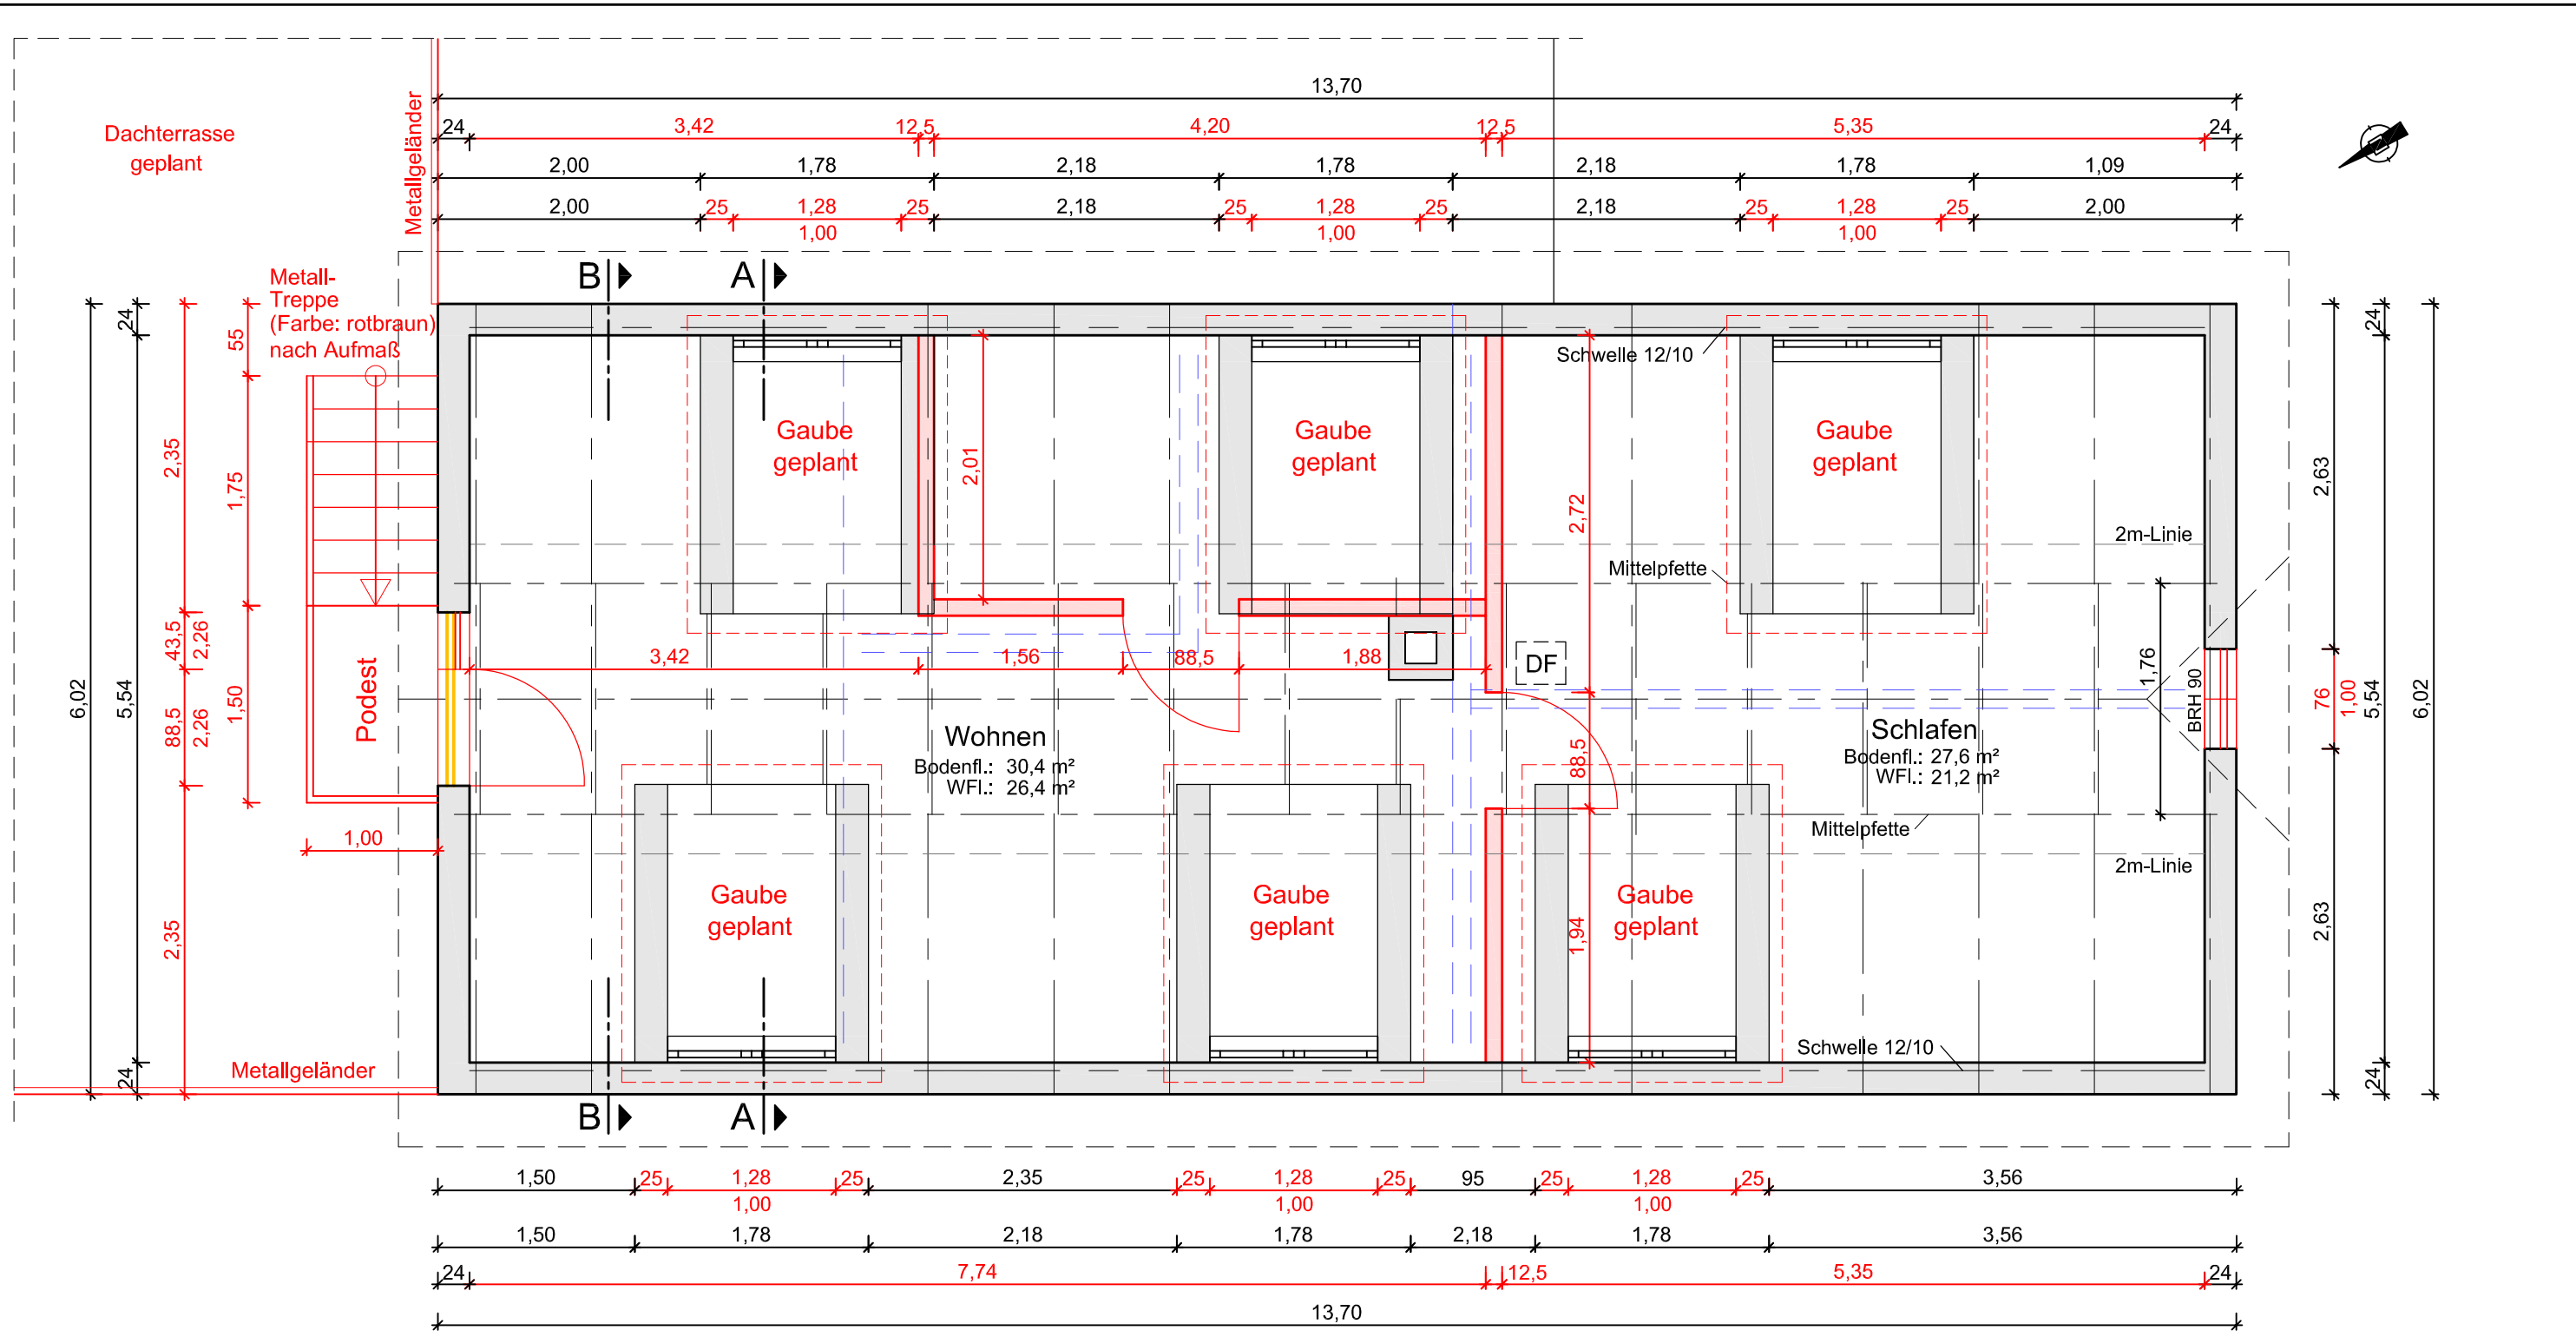 13,70
Dachterrasse
geplant
Metallgeländer
24
3,42
12,5
4,20
12,5
5,35
24
2,00
1,78
2,18
1,78
2,18
1,78
1,09
2,00
25
1,28
25
2,18
25
1,28
25
2,18
25
1,28
25
2,00
1,00
1,00
1,00
B
A
Metall-
Treppe
(Farbe: rotbraun)
nach Aufmaß
24
55
24
Schwelle 12/10
Gaube
geplant
Gaube
geplant
Gaube
geplant
2,35
1,75
2,01
2,72
2,63
2m-Linie
Mittelpfette
6,02
5,54
43,5
2,26
88,5
2,26
1,50
Podest
3,42
1,56
88,5
1,88
DF
1,76
BRH 90
76
1,00
5,54
6,02
Wohnen
Bodenfl.: 30,4 m²
WFl.: 26,4 m²
88,5
Schlafen
Bodenfl.: 27,6 m²
WFl.: 21,2 m²
1,00
Mittelpfette
2m-Linie
Gaube
geplant
Gaube
geplant
Gaube
geplant
2,35
1,94
2,63
Schwelle 12/10
Metallgeländer
24
24
B
A
1,50
25
1,28
25
2,35
25
1,28
25
95
25
1,28
25
3,56
1,00
1,00
1,00
1,50
1,78
2,18
1,78
2,18
1,78
3,56
24
7,74
12,5
5,35
24
13,70